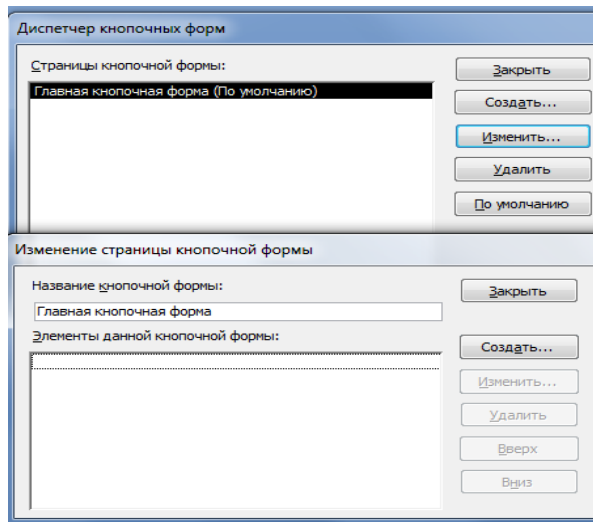 Диспетчер кнопочных форм
Страницы кнопочной формы:
Главная кнопочная форма (По умолчанию)
Закрыть
Создать...
Изменить...
Удалить
По умолчанию
Изменение страницы кнопочной формы
Название кнопочной формы:
Закрыть
Главная кнопочная форма
Элементы данной кнопочной формы:
Создать...
Изменить...
Удалить
Вверх
Вниз